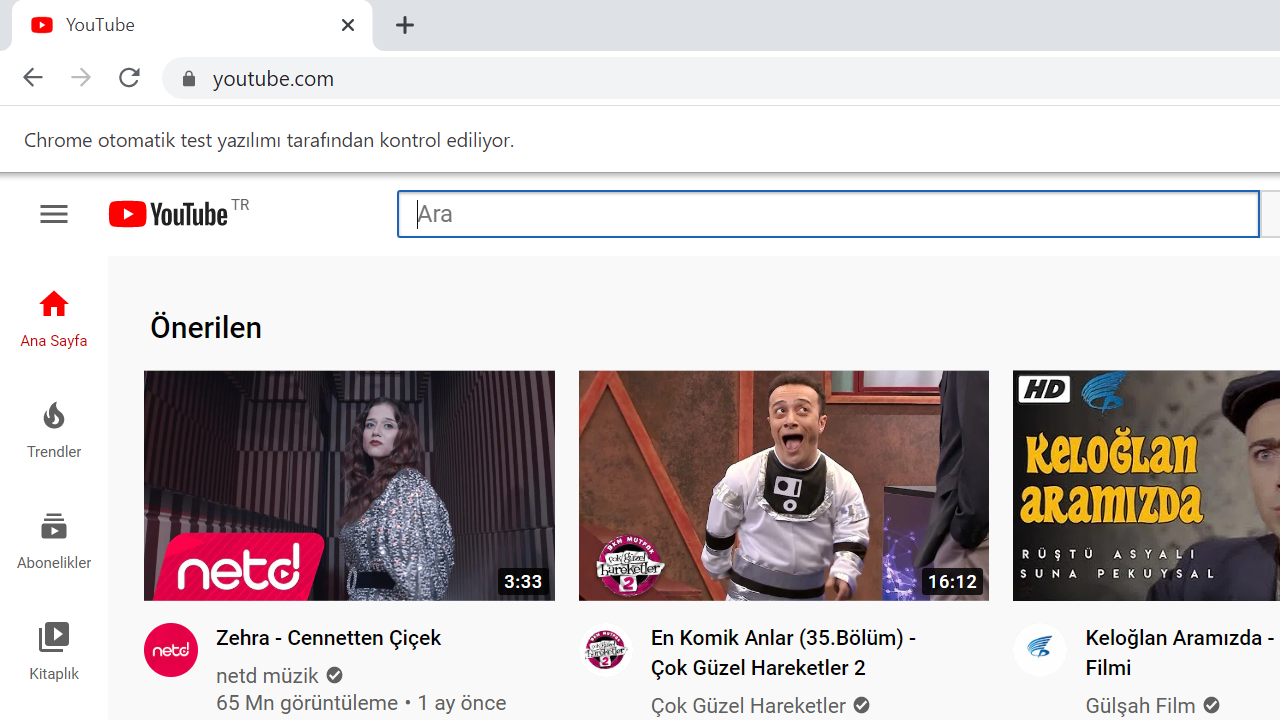 YouTube
youtube.com
Chrome otomatik test yazılımı tarafından kontrol ediliyor.
YouTube TR
Ara
Ana Sayfa
Trendler
Abonelikler
Kitaplık
Önerilen
netd
3:33
BKM MUTFAK
çok güzel
hareketler
2
16:12
HD
KELOĞLAN
ARAMIZDA
RÜŞTÜ ASYALI
SUNA PEKUYSAL
netd
Zehra - Cennetten Çiçek
netd müzik
65 Mn görüntüleme • 1 ay önce
En Komik Anlar (35.Bölüm) -
Çok Güzel Hareketler 2
Çok Güzel Hareketler
Keloğlan Aramızda -
Filmi
Gülşah Film